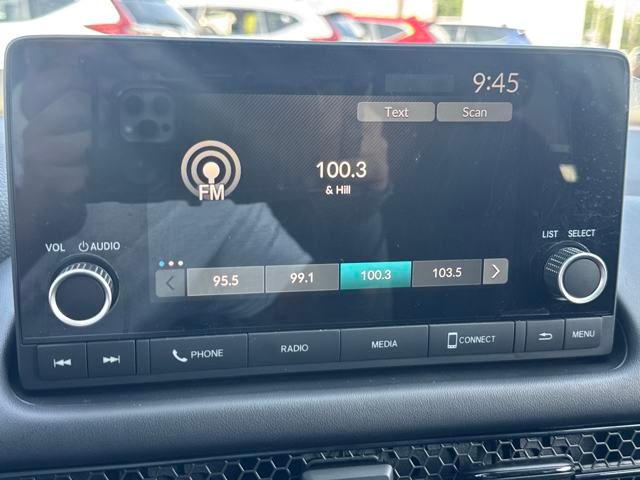 9:45
Text Scan
100.3
& Hill
FM
VOL AUDIO
LIST SELECT
95.5 99.1 100.3 103.5
PHONE RADIO MEDIA CONNECT MENU